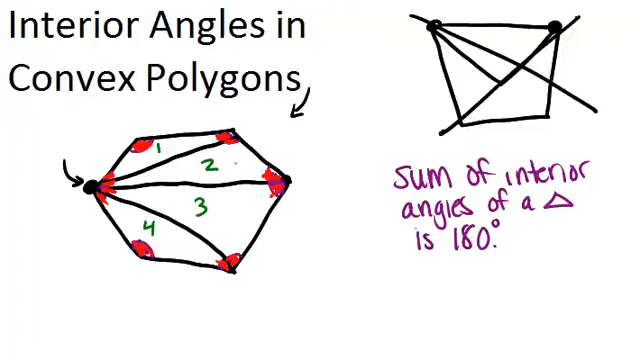 Interior Angles in
Convex Polygons
1
2
3
4
sum of interior
angles of a △
is 180°.